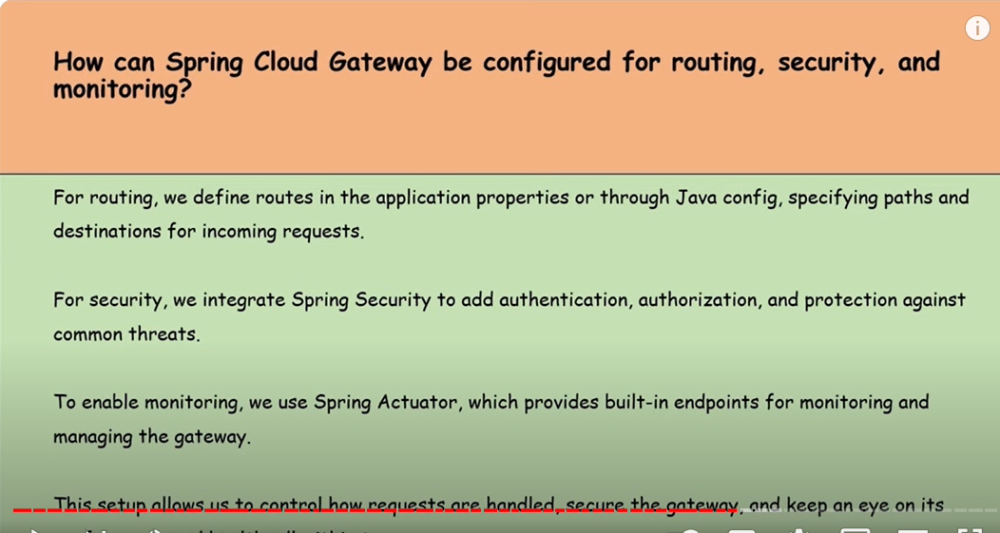 How can Spring Cloud Gateway be configured for routing, security, and
monitoring?
For routing, we define routes in the application properties or through Java config, specifying paths and
destinations for incoming requests.
For security, we integrate Spring Security to add authentication, authorization, and protection against
common threats.
To enable monitoring, we use Spring Actuator, which provides built-in endpoints for monitoring and
managing the gateway.
This setup allows us to control how requests are handled, secure the gateway, and keep an eye on its